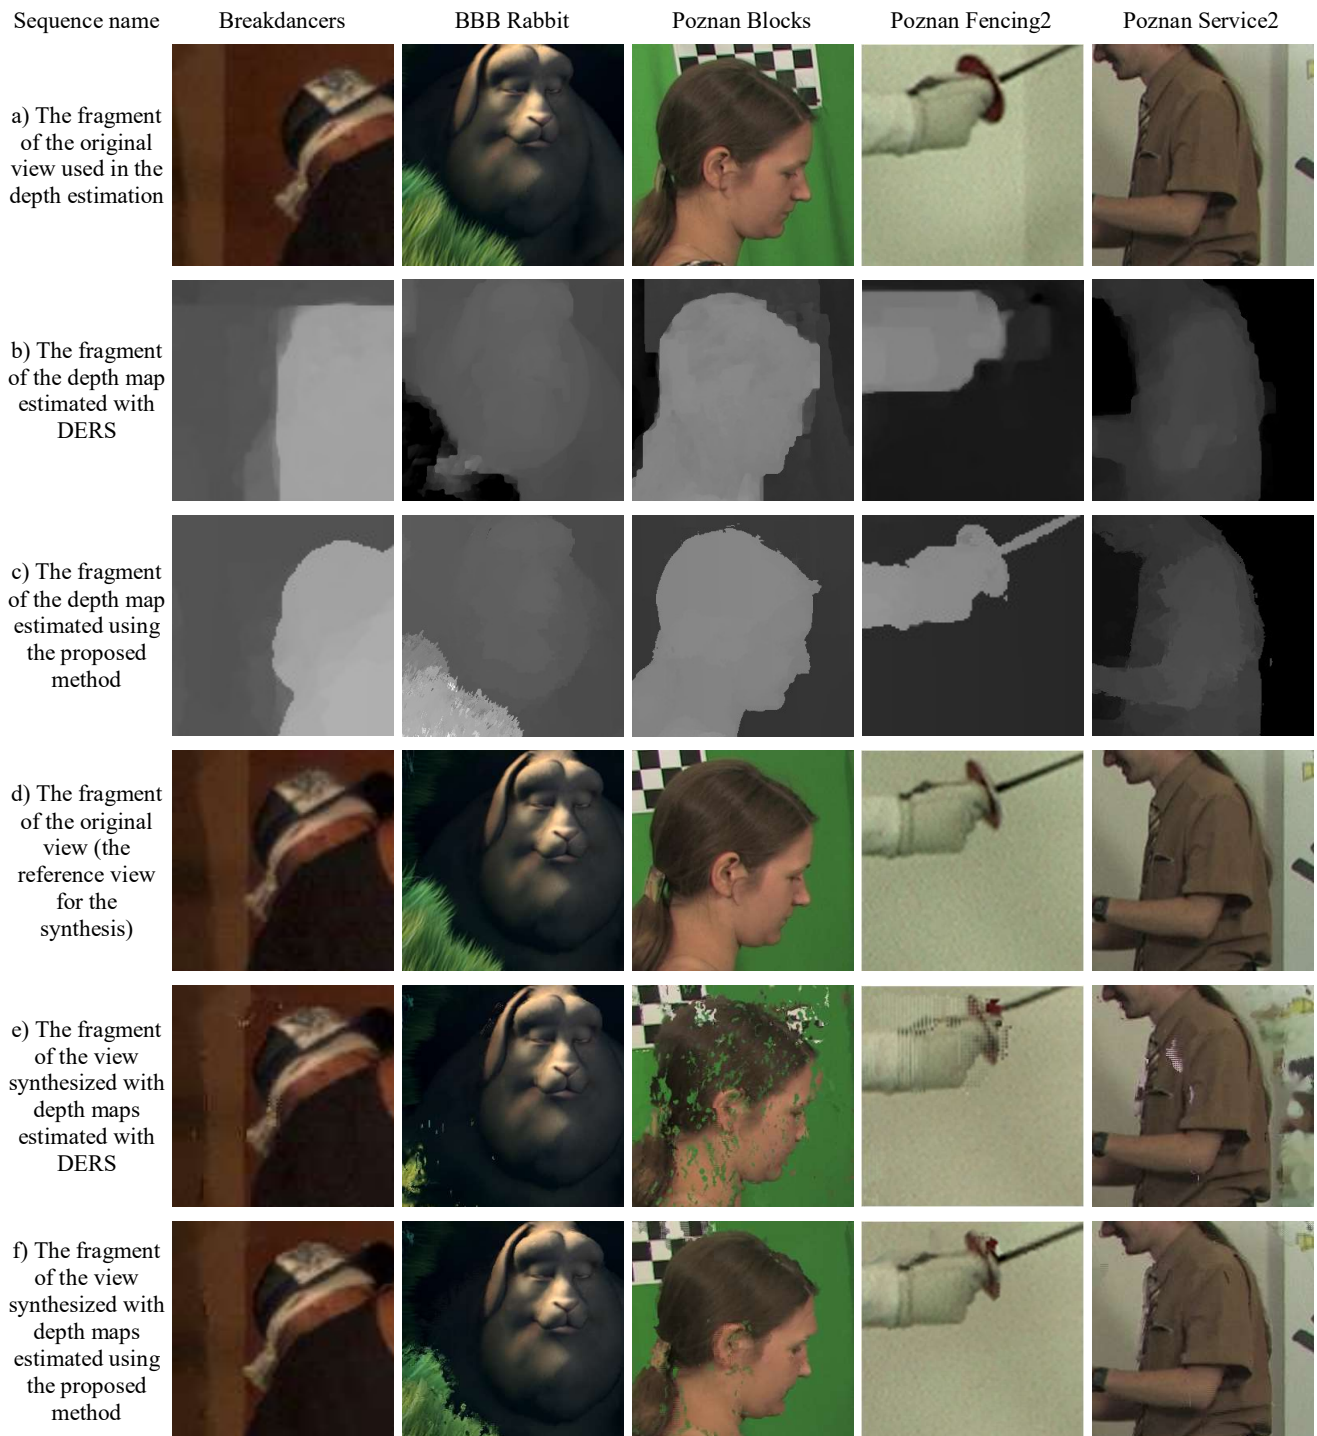 Sequence name Breakdancers BBB Rabbit Poznan Blocks Poznan Fencing2 Poznan Service2
a) The fragment
of the original
view used in the
depth estimation
b) The fragment
of the depth map
estimated with
DERS
c) The fragment
of the depth map
estimated using
the proposed
method
d) The fragment
of the original
view (the
reference view
for the
synthesis)
e) The fragment
of the view
synthesized with
depth maps
estimated with
DERS
f) The fragment
of the view
synthesized with
depth maps
estimated using
the proposed
method